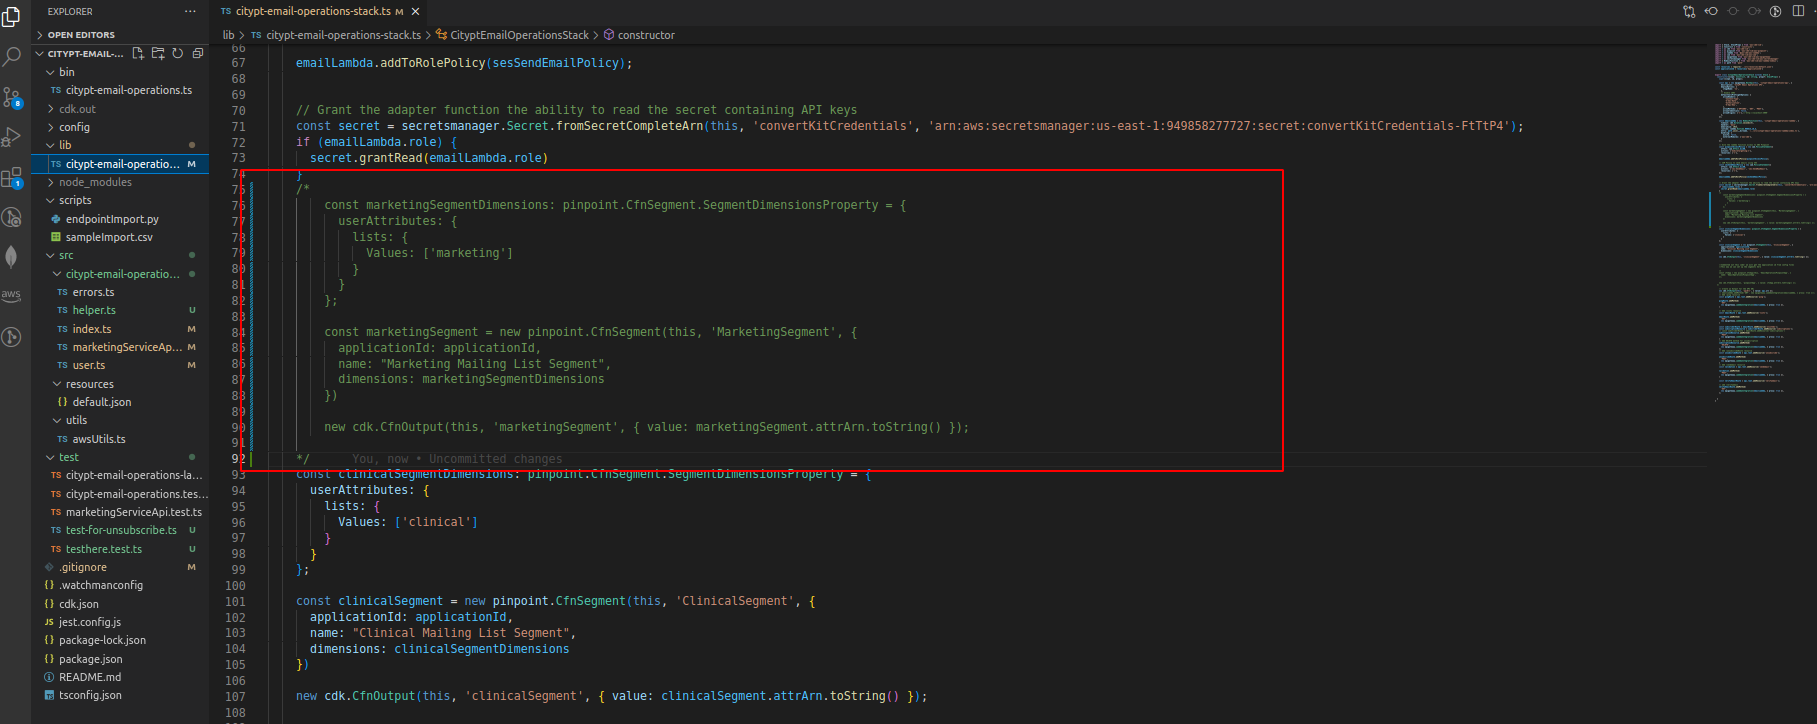 EXPLORER
OPEN EDITORS
CITYPT-EMAIL-...
bin
TS citypt-email-operations.ts
cdk.out
config
lib
TS citypt-email-operatio... M
node_modules
scripts
endpointImport.py
sampleImport.csv
src
citypt-email-operatio...
TS errors.ts
TS helper.ts U
TS index.ts M
TS marketingServiceAp... M
TS user.ts M
resources
{} default.json
utils
TS awsUtils.ts
test
TS citypt-email-operations-la...
TS citypt-email-operations.tes...
TS marketingServiceApi.test.ts
TS test-for-unsubscribe.ts U
TS testhere.test.ts U
.gitignore M
.watchmanconfig
{} cdk.json
JS jest.config.js
{} package-lock.json
{} package.json
README.md
tsconfig.json
8
1
aws
TS citypt-email-operations-stack.ts M
lib > TS citypt-email-operations-stack.ts > CityptEmailOperationsStack > constructor
66
67 emailLambda.addToRolePolicy(sesSendEmailPolicy);
68
69
70 // Grant the adapter function the ability to read the secret containing API keys
71 const secret = secretsmanager.Secret.fromSecretCompleteArn(this, 'convertKitCredentials', 'arn:aws:secretsmanager:us-east-1:949858277727:secret:convertKitCredentials-FtTtP4');
72 if (emailLambda.role) {
73 secret.grantRead(emailLambda.role)
74 }
75 /*
76 const marketingSegmentDimensions: pinpoint.CfnSegment.SegmentDimensionsProperty = {
77 userAttributes: {
78 lists: {
79 Values: ['marketing']
80 }
81 }
82 };
83
84 const marketingSegment = new pinpoint.CfnSegment(this, 'MarketingSegment', {
85 applicationId: applicationId,
86 name: "Marketing Mailing List Segment",
87 dimensions: marketingSegmentDimensions
88 })
89
90 new cdk.CfnOutput(this, 'marketingSegment', { value: marketingSegment.attrArn.toString() });
91
92 */ You, now • Uncommitted changes
93 const clinicalSegmentDimensions: pinpoint.CfnSegment.SegmentDimensionsProperty = {
94 userAttributes: {
95 lists: {
96 Values: ['clinical']
97 }
98 }
99 };
100
101 const clinicalSegment = new pinpoint.CfnSegment(this, 'ClinicalSegment', {
102 applicationId: applicationId,
103 name: "Clinical Mailing List Segment",
104 dimensions: clinicalSegmentDimensions
105 })
106
107 new cdk.CfnOutput(this, 'clinicalSegment', { value: clinicalSegment.attrArn.toString() });
108